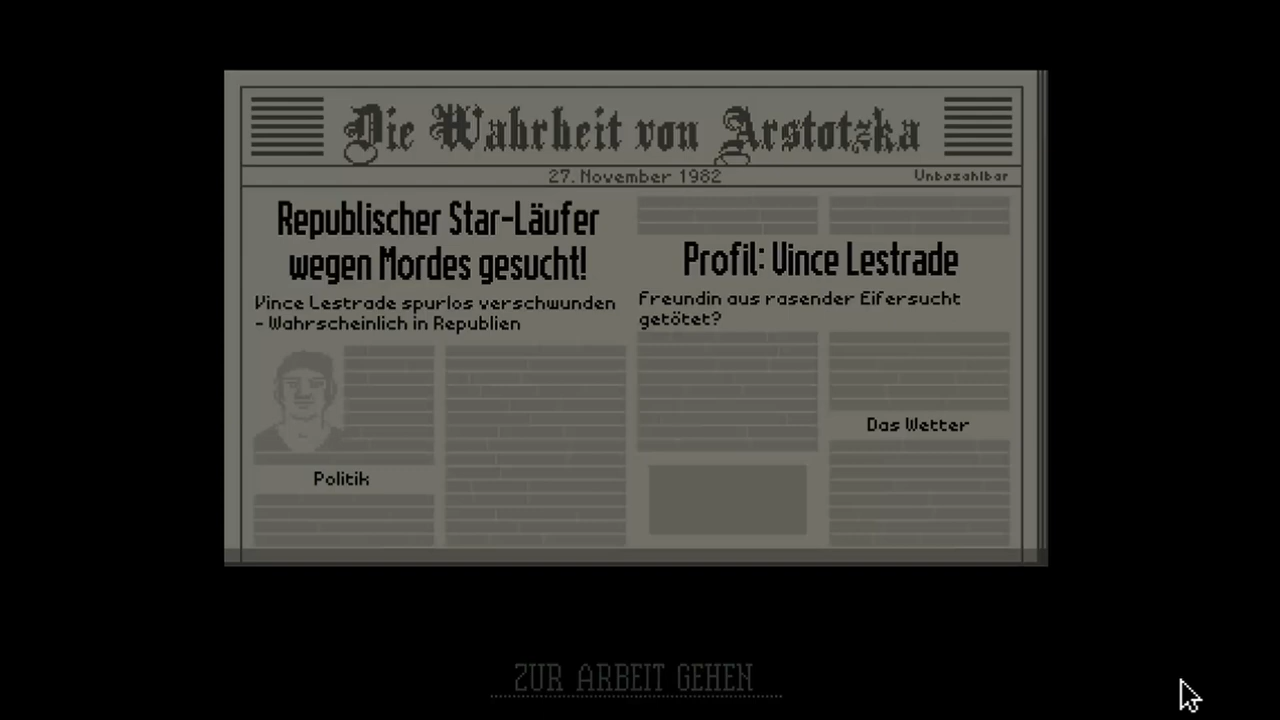 Die Wahrheit von Arstotzka
27. November 1982
Unbezahlbar
Republischer Star-Läufer
wegen Mordes gesucht!
Vince Lestrade spurlos verschwunden
- Wahrscheinlich in Republien
Politik
Profil: Vince Lestrade
Freundin aus rasender Eifersucht
getötet?
Das Wetter
ZUR ARBEIT GEHEN